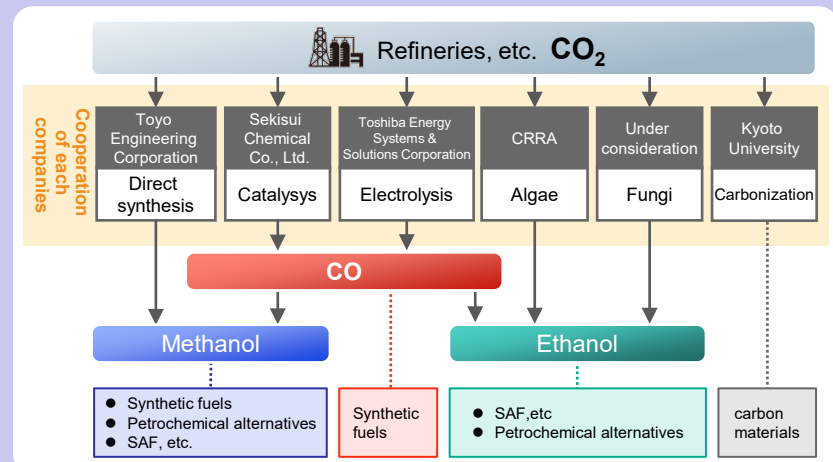 Refineries, etc. CO₂
Cooperation
of each
companies
Toyo
Engineering
Corporation
Direct
synthesis
Sekisui
Chemical
Co., Ltd.
Catalysys
Toshiba Energy
Systems &
Solutions Corporation
Electrolysis
CRRA
Algae
Under
consideration
Fungi
Kyoto
University
Carbonization
CO
Methanol
Ethanol
● Synthetic fuels
● Petrochemical alternatives
● SAF, etc.
Synthetic
fuels
● SAF,etc
● Petrochemical alternatives
carbon
materials